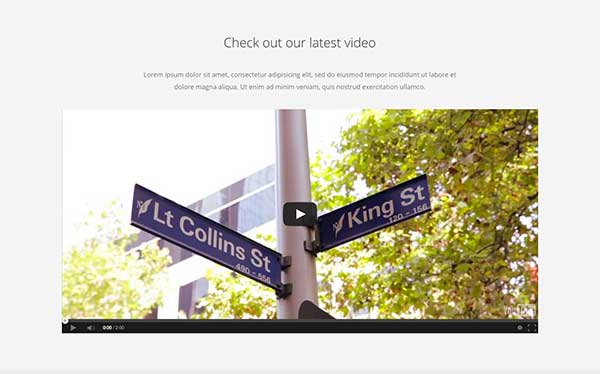 Check out our latest video
Lorem ipsum dolor sit amet, consectetur adipisicing elit, sed do eiusmod tempor incididunt ut labore et
dolore magna aliqua. Ut enim ad minim veniam, quis nostrud exercitation ullamco.
Lt Collins St
490 - 556
King St
120 - 156
0:00 / 2:00